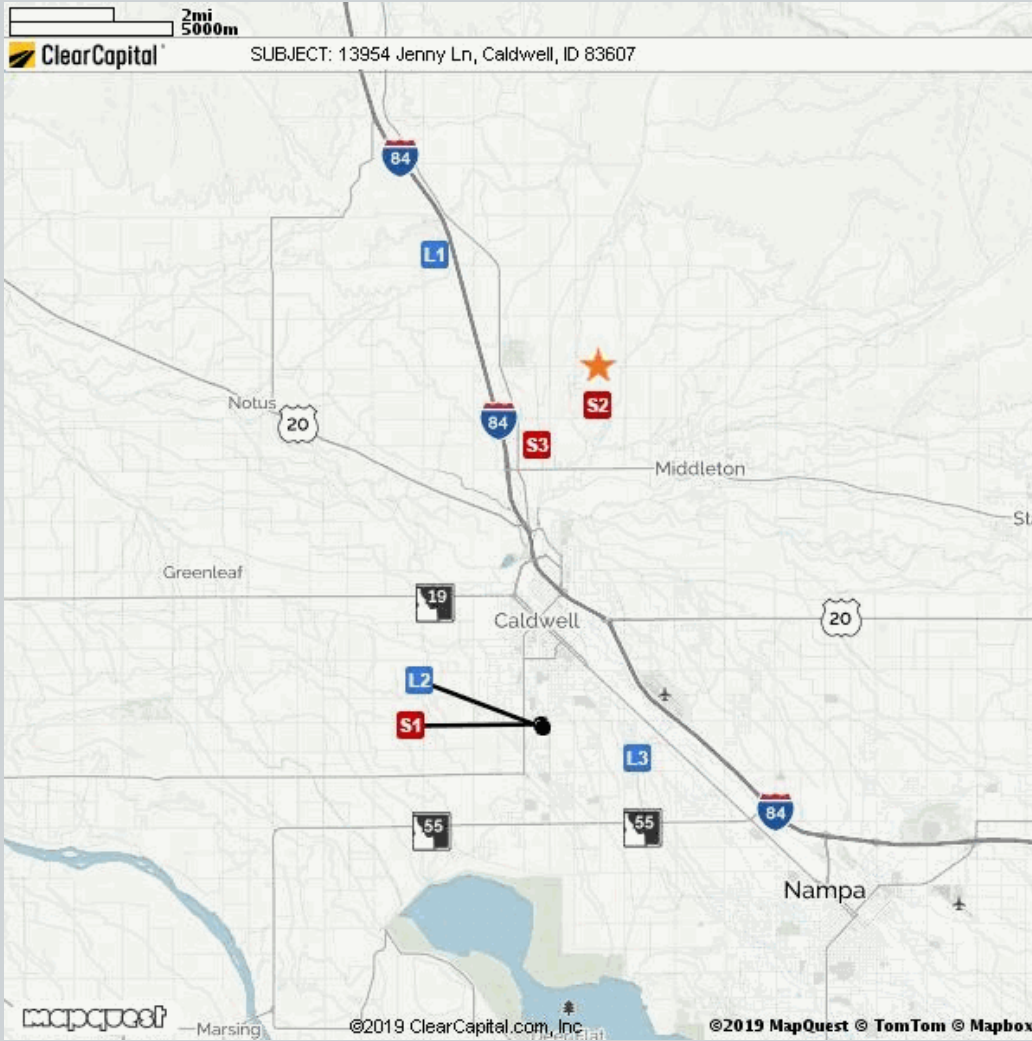 2mi
5000m
ClearCapital
SUBJECT: 13954 Jenny Ln, Caldwell, ID 83607
84
L1
Notus
20
84
S2
S3
Middleton
Greenleaf
19
Caldwell
20
L2
S1
L3
55
55
84
Nampa
mapquest
Marsing
©2019 ClearCapital.com, Inc
©2019 MapQuest © TomTom © Mapbox